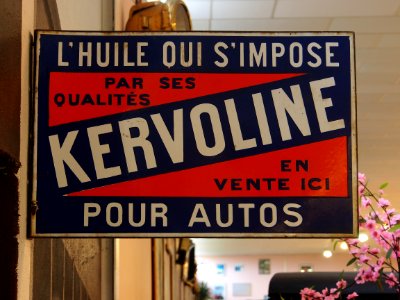 L'HUILE QUI S'IMPOSE
PAR SES
QUALITÉS
KERVOLINE
EN
VENTE ICI
POUR AUTOS